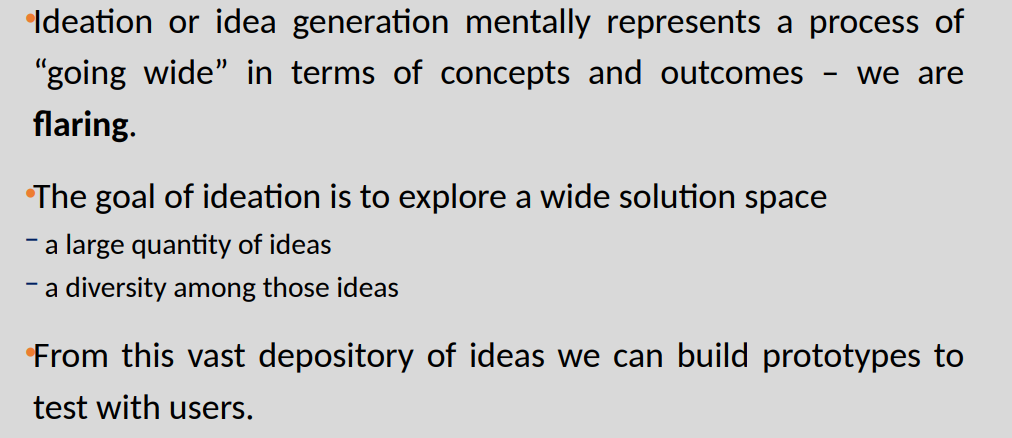 •Ideation or idea generation mentally represents a process of
“going wide” in terms of concepts and outcomes – we are
flaring.
•The goal of ideation is to explore a wide solution space
– a large quantity of ideas
– a diversity among those ideas
•From this vast depository of ideas we can build prototypes to
test with users.